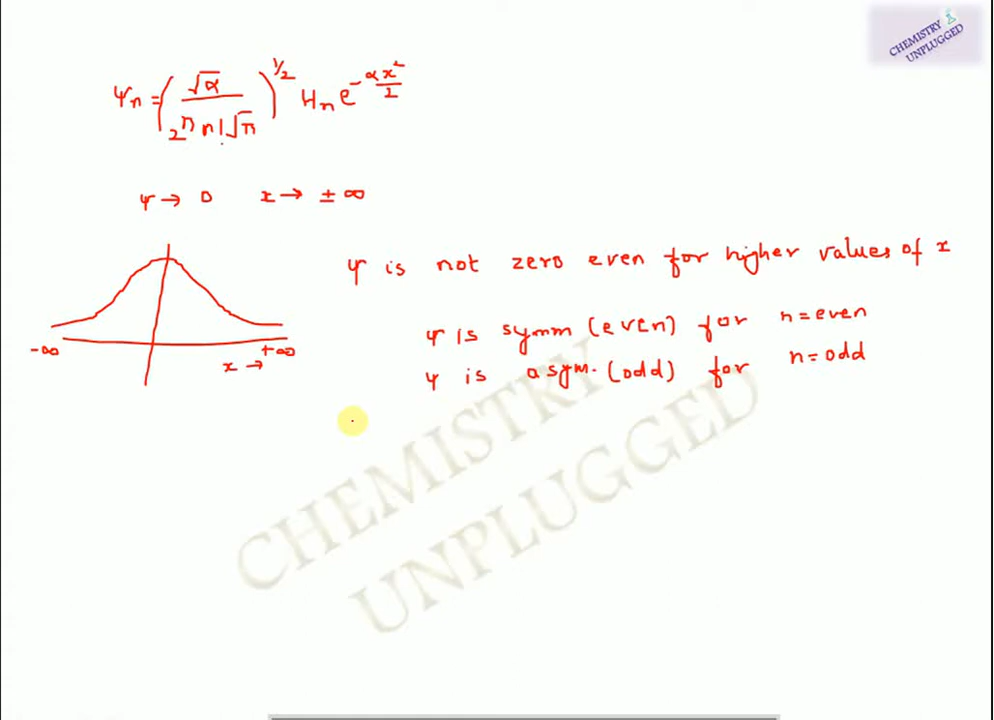 CHEMISTRY
UNPLUGGED
ψn = (√α / 2^n n! √π)^1/2 Hn e^-αx²/2
ψ → 0 x → ± ∞
ψ is not zero even for higher values of x
ψ is symm (even) for n = even
ψ is asym. (odd) for n = odd
-∞ +∞
x →
CHEMISTRY
UNPLUGGED